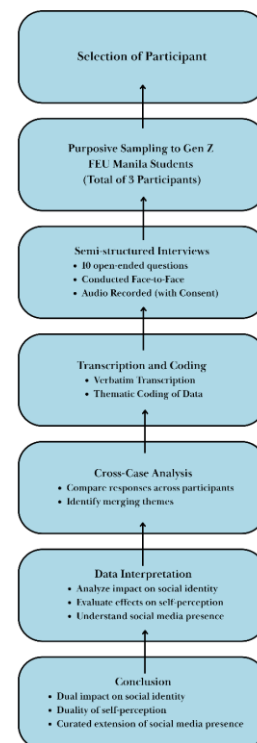 Selection of Participant
Purposive Sampling to Gen Z
FEU Manila Students
(Total of 3 Participants)
Semi-structured Interviews
• 10 open-ended questions
• Conducted Face-to-Face
• Audio Recorded (with Consent)
Transcription and Coding
• Verbatim Transcription
• Thematic Coding of Data
Cross-Case Analysis
• Compare responses across participants
• Identify merging themes
Data Interpretation
• Analyze impact on social identity
• Evaluate effects on self-perception
• Understand social media presence
Conclusion
• Dual impact on social identity
• Duality of self-perception
• Curated extension of social media presence